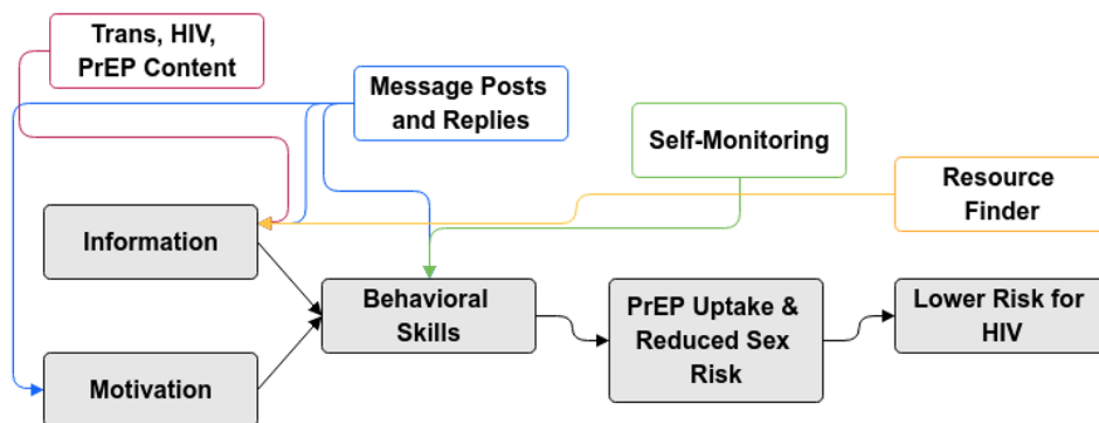 Trans, HIV,
PrEP Content
Message Posts
and Replies
Self-Monitoring
Resource
Finder
Information
Behavioral
Skills
PrEP Uptake &
Reduced Sex
Risk
Lower Risk for
HIV
Motivation